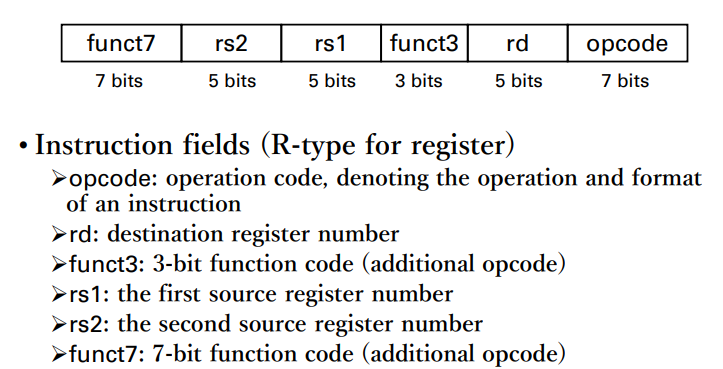 funct7 rs2 rs1 funct3 rd opcode
7 bits 5 bits 5 bits 3 bits 5 bits 7 bits
• Instruction fields (R-type for register)
➢opcode: operation code, denoting the operation and format
of an instruction
➢rd: destination register number
➢funct3: 3-bit function code (additional opcode)
➢rs1: the first source register number
➢rs2: the second source register number
➢funct7: 7-bit function code (additional opcode)